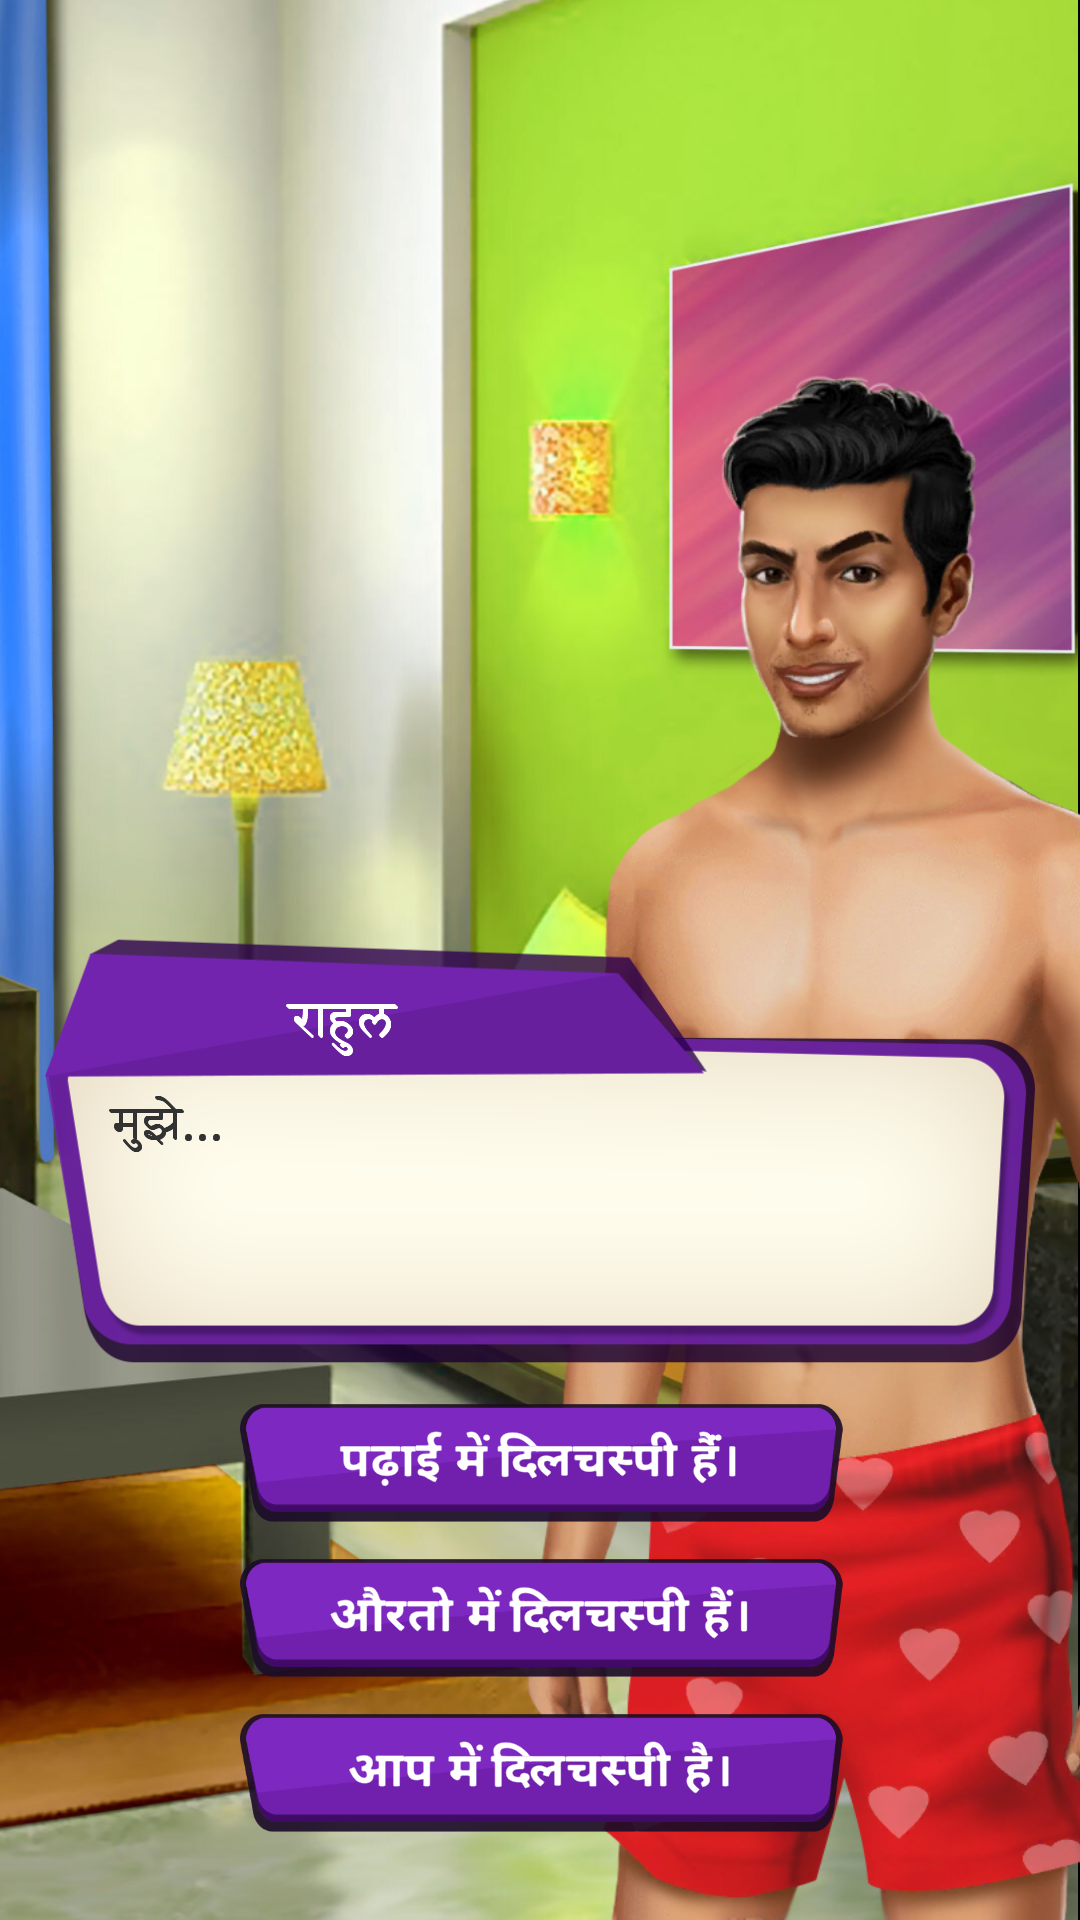 राहुल
मुझे...
पढ़ाई में दिलचस्पी हैं।
औरतो में दिलचस्पी हैं।
आप में दिलचस्पी है।